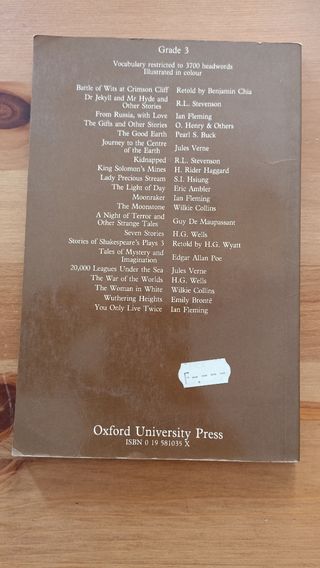 Grade 3
Vocabulary restricted to 3700 headwords
Illustrated in colour
Battle of Wits at Crimson Cliff Retold by Benjamin Chia
Dr Jekyll and Mr Hyde and
Other Stories R.L. Stevenson
From Russia, with Love Ian Fleming
The Gifts and Other Stories O. Henry & Others
The Good Earth Pearl S. Buck
Journey to the Centre
of the Earth Jules Verne
Kidnapped R.L. Stevenson
King Solomon's Mines H. Rider Haggard
Lady Precious Stream S.I. Hsiung
The Light of Day Eric Ambler
Moonraker Ian Fleming
The Moonstone Wilkie Collins
A Night of Terror and
Other Strange Tales Guy De Maupassant
Seven Stories H.G. Wells
Stories of Shakespeare's Plays 3 Retold by H.G. Wyatt
Tales of Mystery and
Imagination Edgar Allan Poe
20,000 Leagues Under the Sea Jules Verne
The War of the Worlds H.G. Wells
The Woman in White Wilkie Collins
Wuthering Heights Emily Brontë
You Only Live Twice Ian Fleming
Oxford University Press
ISBN 0 19 581035 X